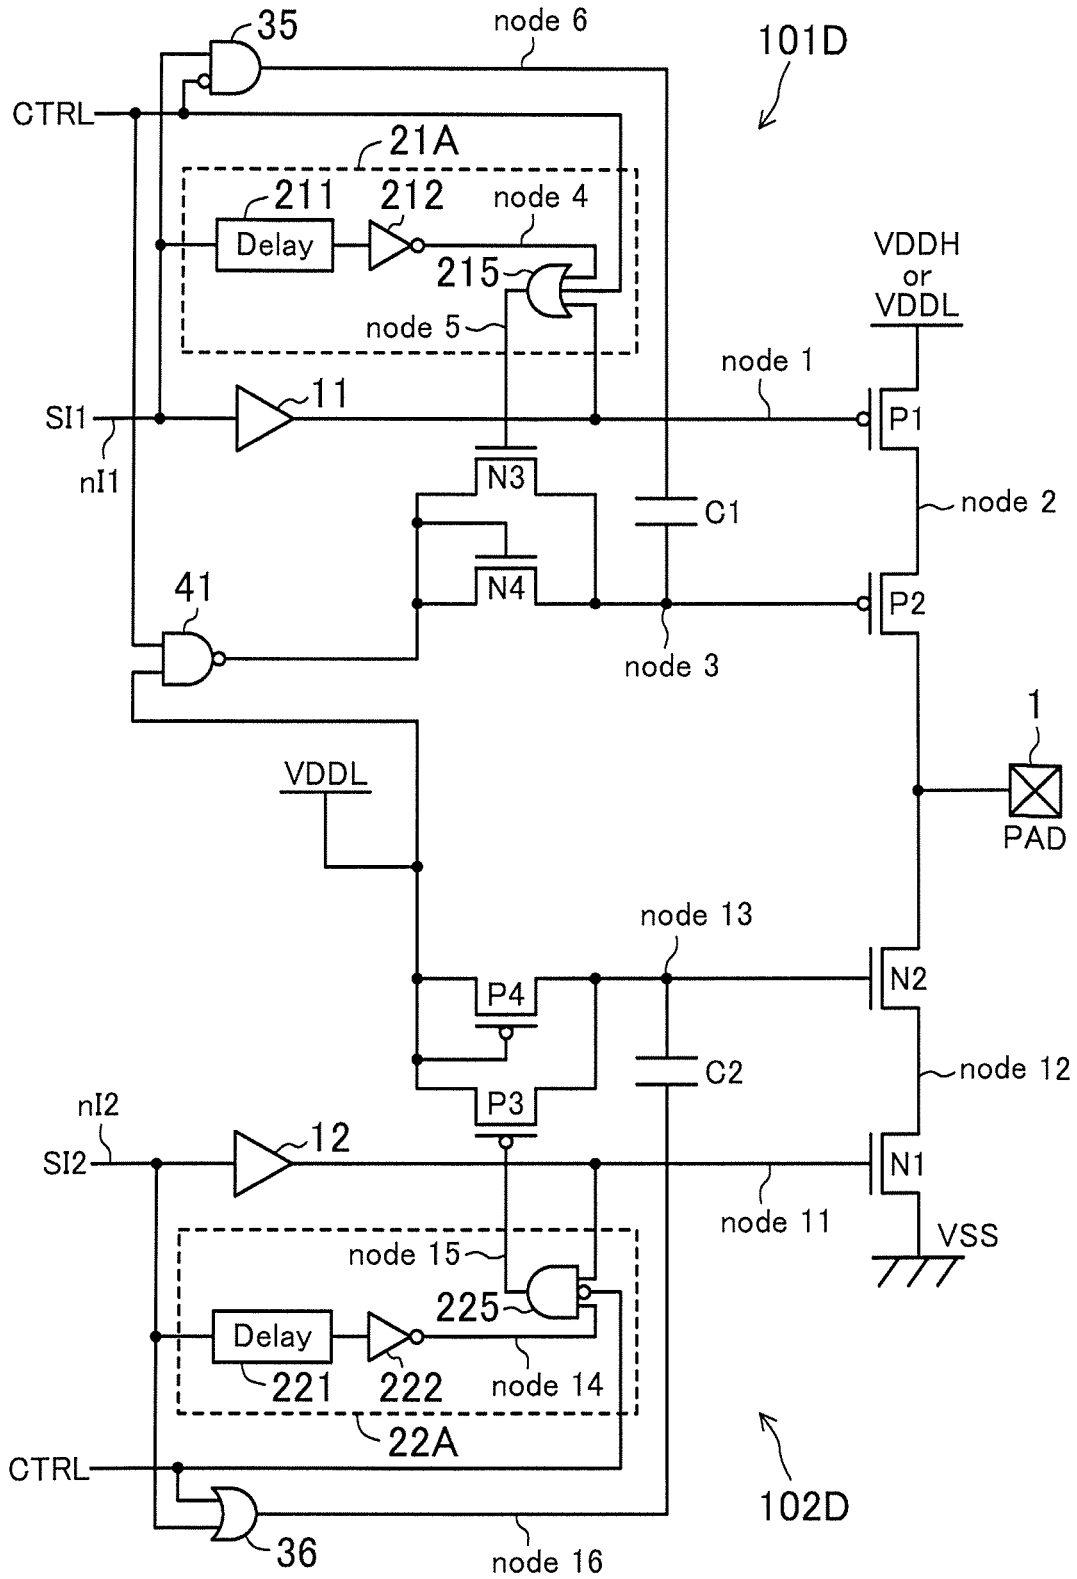 35
node 6
101D
CTRL
21A
211
212
node 4
Delay
215
VDDH
or
VDDL
node 5
node 1
SI1
11
P1
nI1
N3
node 2
C1
41
N4
P2
node 3
1
VDDL
PAD
node 13
P4
N2
C2
node 12
nI2
P3
12
SI2
N1
node 11
node 15
VSS
225
Delay
221
222
node 14
22A
CTRL
102D
36
node 16